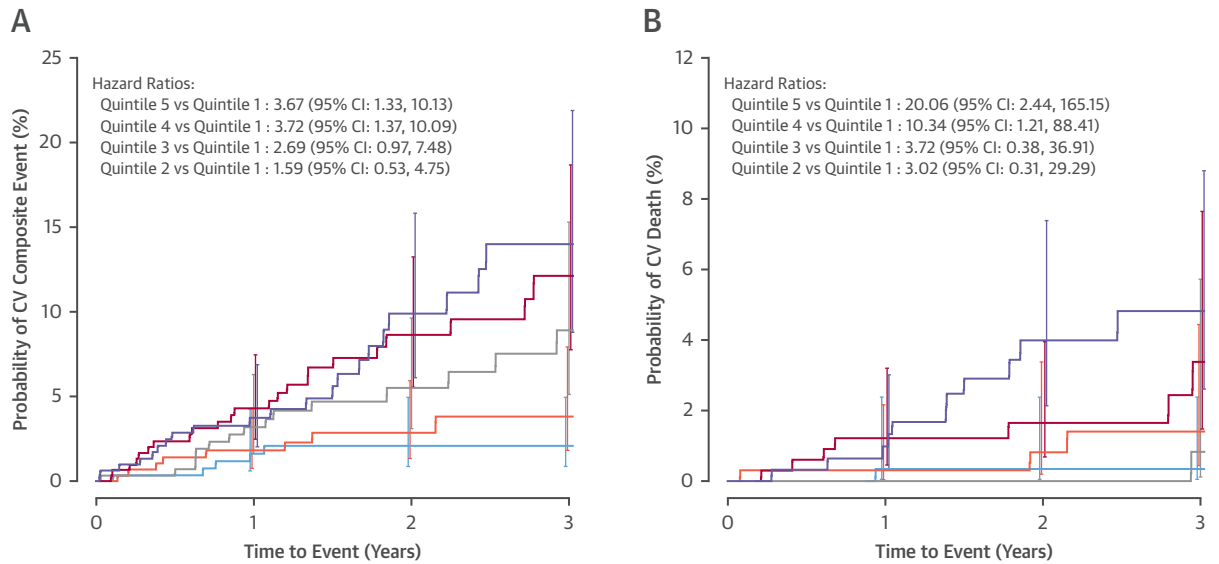 A
Probability of CV Composite Event (%)
25
20
15
10
5
0
Hazard Ratios:
Quintile 5 vs Quintile 1 : 3.67 (95% CI: 1.33, 10.13)
Quintile 4 vs Quintile 1 : 3.72 (95% CI: 1.37, 10.09)
Quintile 3 vs Quintile 1 : 2.69 (95% CI: 0.97, 7.48)
Quintile 2 vs Quintile 1 : 1.59 (95% CI: 0.53, 4.75)
0 1 2 3
Time to Event (Years)
B
Probability of CV Death (%)
12
10
8
6
4
2
0
Hazard Ratios:
Quintile 5 vs Quintile 1 : 20.06 (95% CI: 2.44, 165.15)
Quintile 4 vs Quintile 1 : 10.34 (95% CI: 1.21, 88.41)
Quintile 3 vs Quintile 1 : 3.72 (95% CI: 0.38, 36.91)
Quintile 2 vs Quintile 1 : 3.02 (95% CI: 0.31, 29.29)
0 1 2 3
Time to Event (Years)